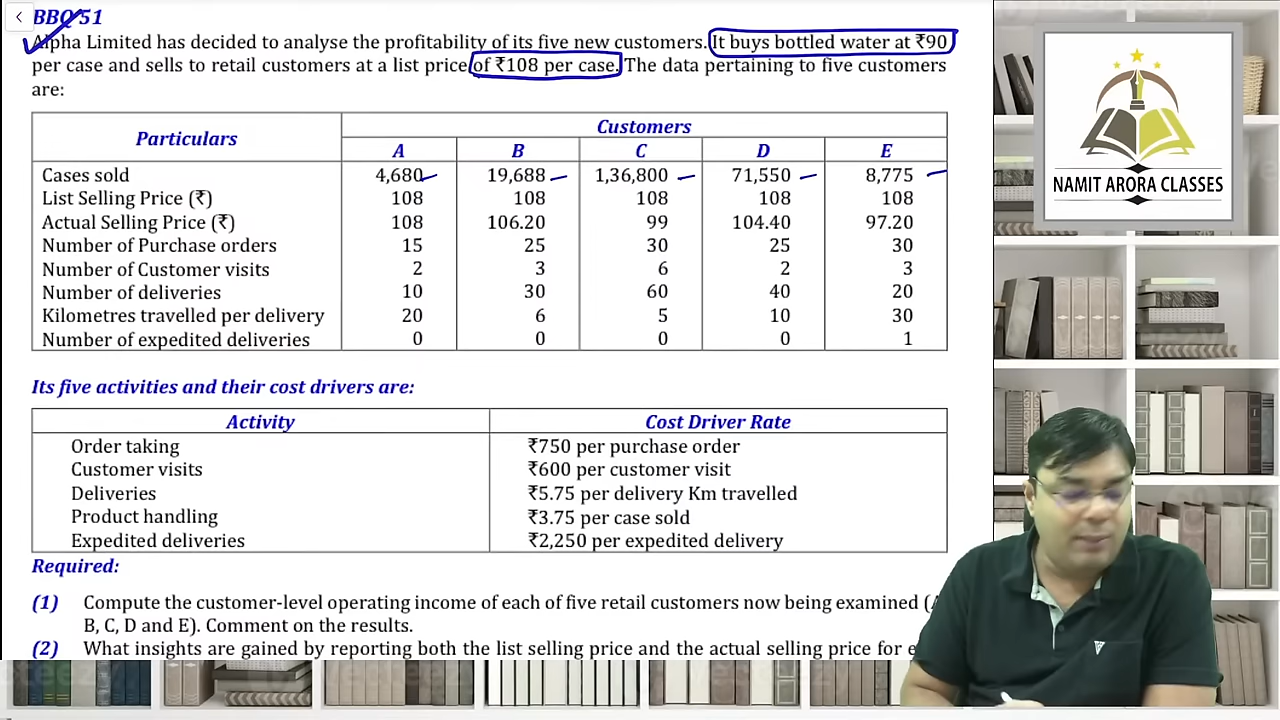 BBQ 51
Alpha Limited has decided to analyse the profitability of its five new customers. It buys bottled water at ₹90
per case and sells to retail customers at a list price of ₹108 per case. The data pertaining to five customers
are:
Particulars Customers
A B C D E
Cases sold 4,680 19,688 1,36,800 71,550 8,775
List Selling Price (₹) 108 108 108 108 108
Actual Selling Price (₹) 108 106.20 99 104.40 97.20
Number of Purchase orders 15 25 30 25 30
Number of Customer visits 2 3 6 2 3
Number of deliveries 10 30 60 40 20
Kilometres travelled per delivery 20 6 5 10 30
Number of expedited deliveries 0 0 0 0 1
Its five activities and their cost drivers are:
Activity Cost Driver Rate
Order taking ₹750 per purchase order
Customer visits ₹600 per customer visit
Deliveries ₹5.75 per delivery Km travelled
Product handling ₹3.75 per case sold
Expedited deliveries ₹2,250 per expedited delivery
Required:
(1) Compute the customer-level operating income of each of five retail customers now being examined (
B, C, D and E). Comment on the results.
(2) What insights are gained by reporting both the list selling price and the actual selling price for
NAMIT ARORA CLASSES